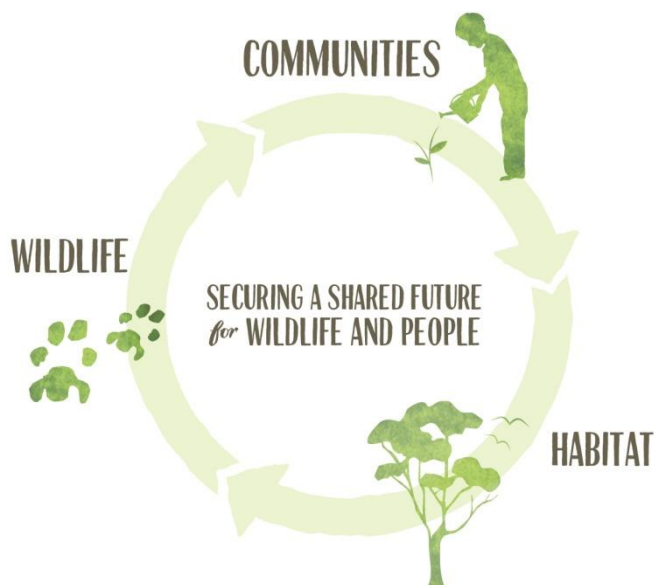 COMMUNITIES
WILDLIFE
SECURING A SHARED FUTURE
for WILDLIFE AND PEOPLE
HABITAT